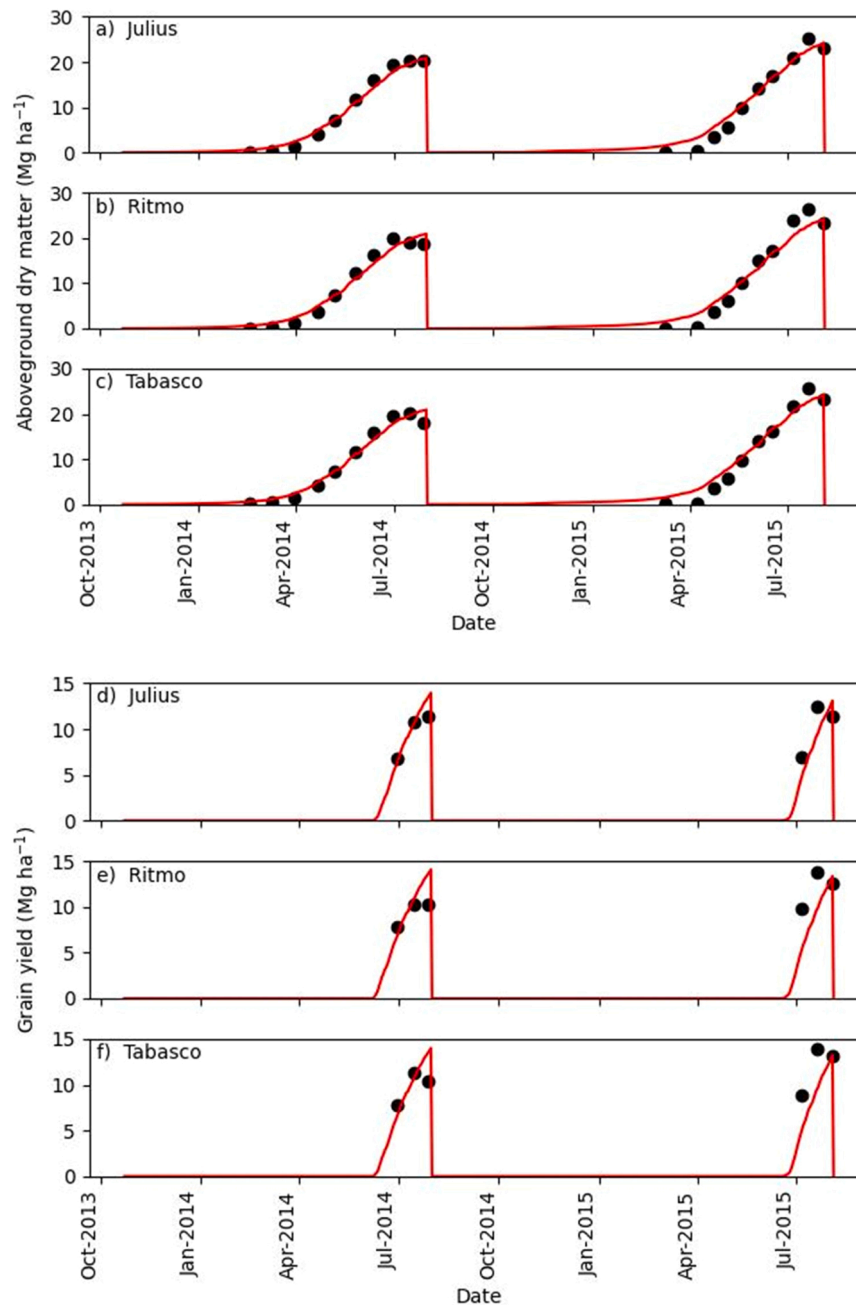 a) Julius
30
20
10
0
b) Ritmo
30
20
10
0
c) Tabasco
30
20
10
0
Aboveground dry matter (Mg ha⁻¹)
Oct-2013
Jan-2014
Apr-2014
Jul-2014
Oct-2014
Jan-2015
Apr-2015
Jul-2015
Date
d) Julius
15
10
5
0
e) Ritmo
15
10
5
0
f) Tabasco
15
10
5
0
Grain yield (Mg ha⁻¹)
Oct-2013
Jan-2014
Apr-2014
Jul-2014
Oct-2014
Jan-2015
Apr-2015
Jul-2015
Date